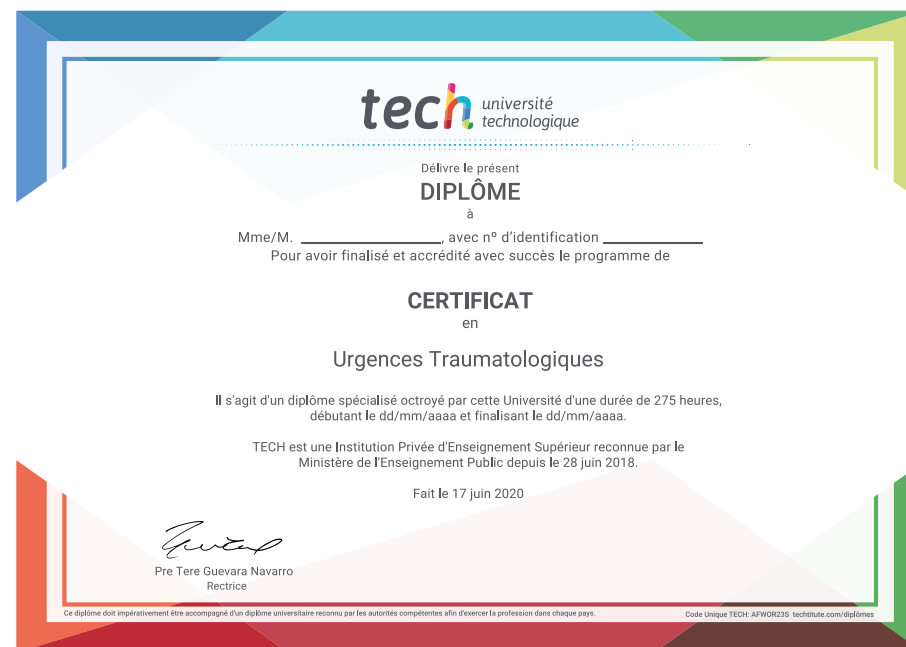 tech université
technologique
Délivre le présent
DIPLÔME
à
Mme/M. ____________________, avec nº d'identification ______________
Pour avoir finalisé et accrédité avec succès le programme de
CERTIFICAT
en
Urgences Traumatologiques
Il s'agit d'un diplôme spécialisé octroyé par cette Université d'une durée de 275 heures,
débutant le dd/mm/aaaa et finalisant le dd/mm/aaaa.
TECH est une Institution Privée d'Enseignement Supérieur reconnue par le
Ministère de l'Enseignement Public depuis le 28 juin 2018.
Fait le 17 juin 2020
Pre Tere Guevara Navarro
Rectrice
Ce diplôme doit impérativement être accompagné d'un diplôme universitaire reconnu par les autorités compétentes afin d'exercer la profession dans chaque pays.
Code Unique TECH: AFWOR23S techtitute.com/diplômes